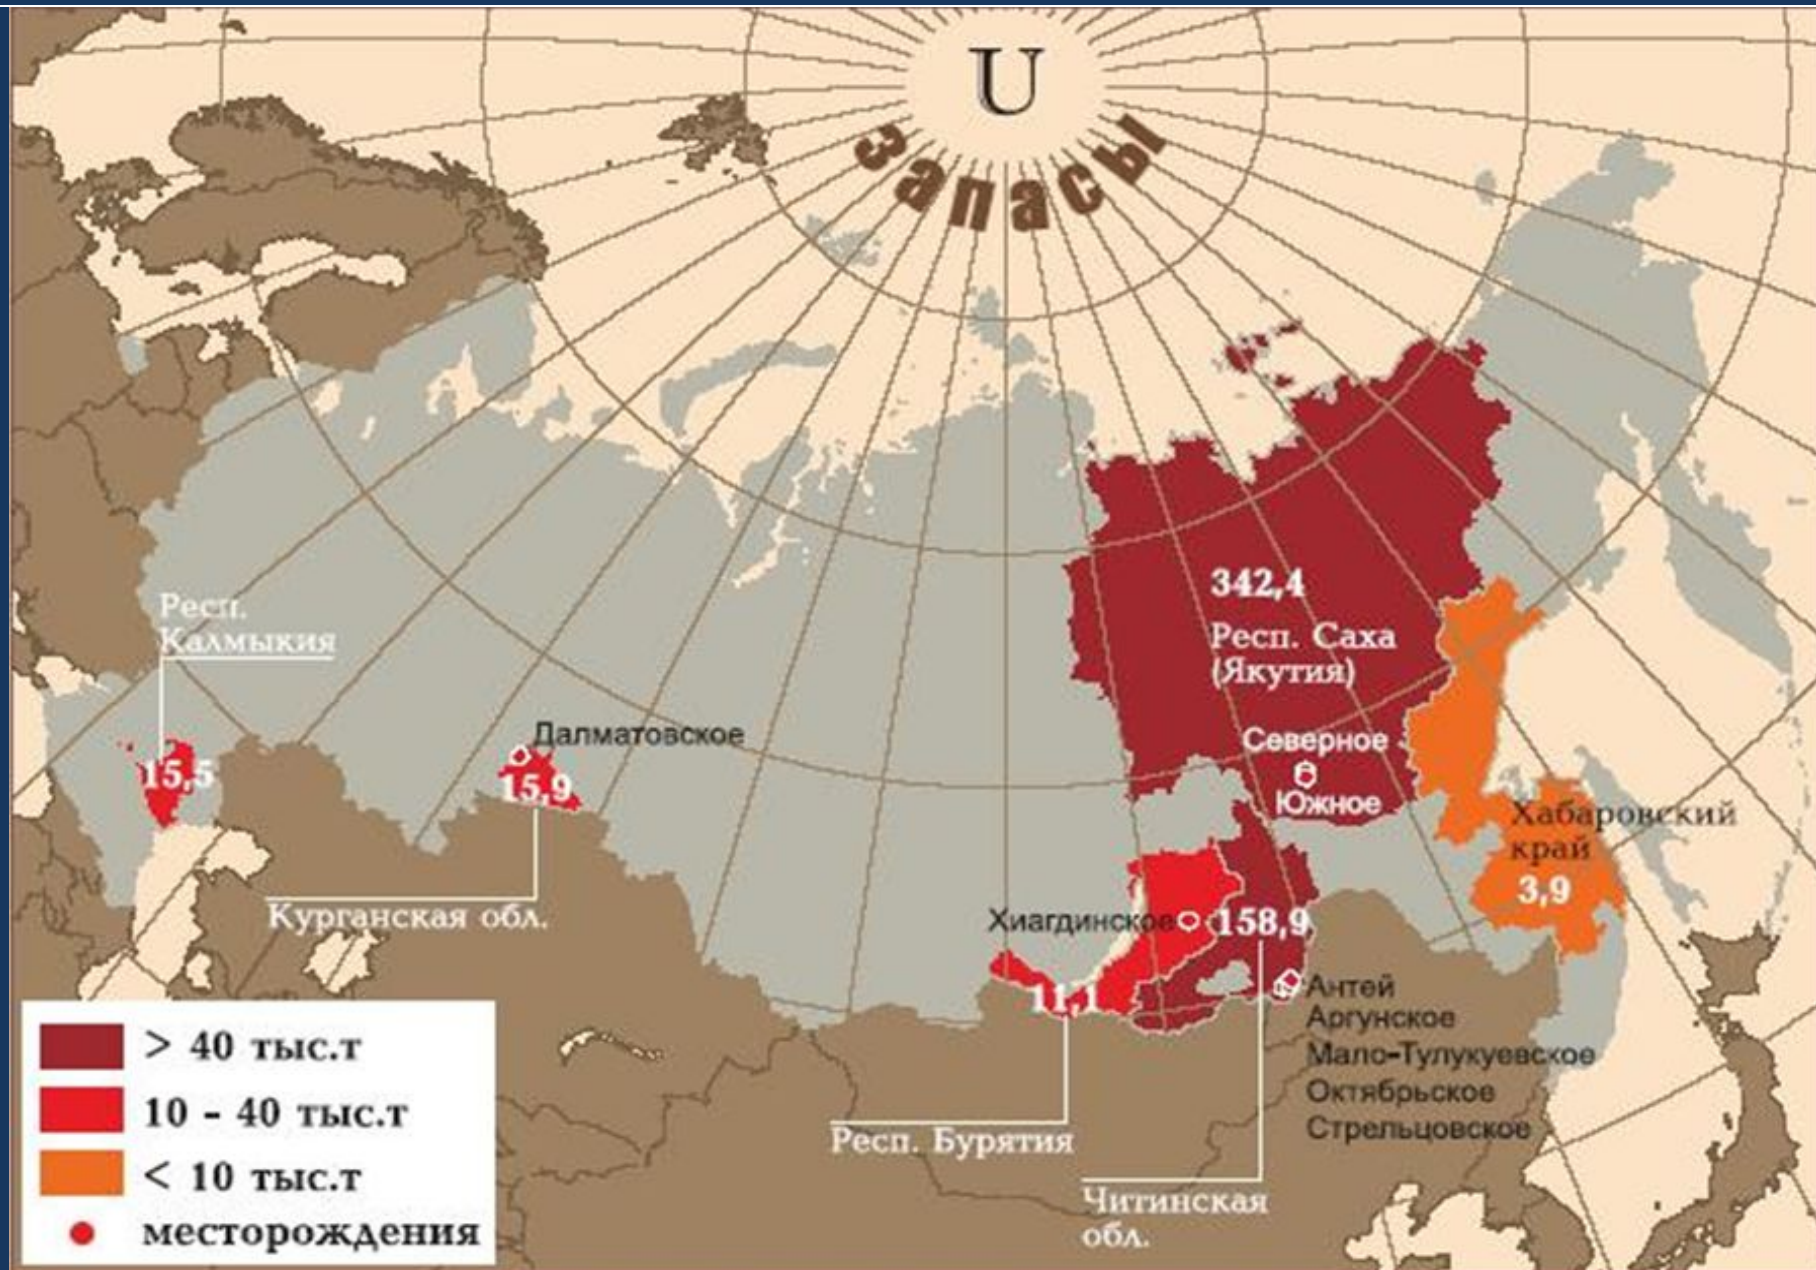 U
Запасы
342,4
Респ. Саха
(Якутия)
Респ.
Калмыкия
15,5
Далматовское
15,9
Курганская обл.
Северное
Южное
Хабаровский
край
3,9
Хиагдинское
158,9
11,1
Антей
Аргунское
Мало-Тулукуевское
Октябрьское
Стрельцовское
Респ. Бурятия
Читинская
обл.
> 40 тыс.т
10 - 40 тыс.т
< 10 тыс.т
месторождения